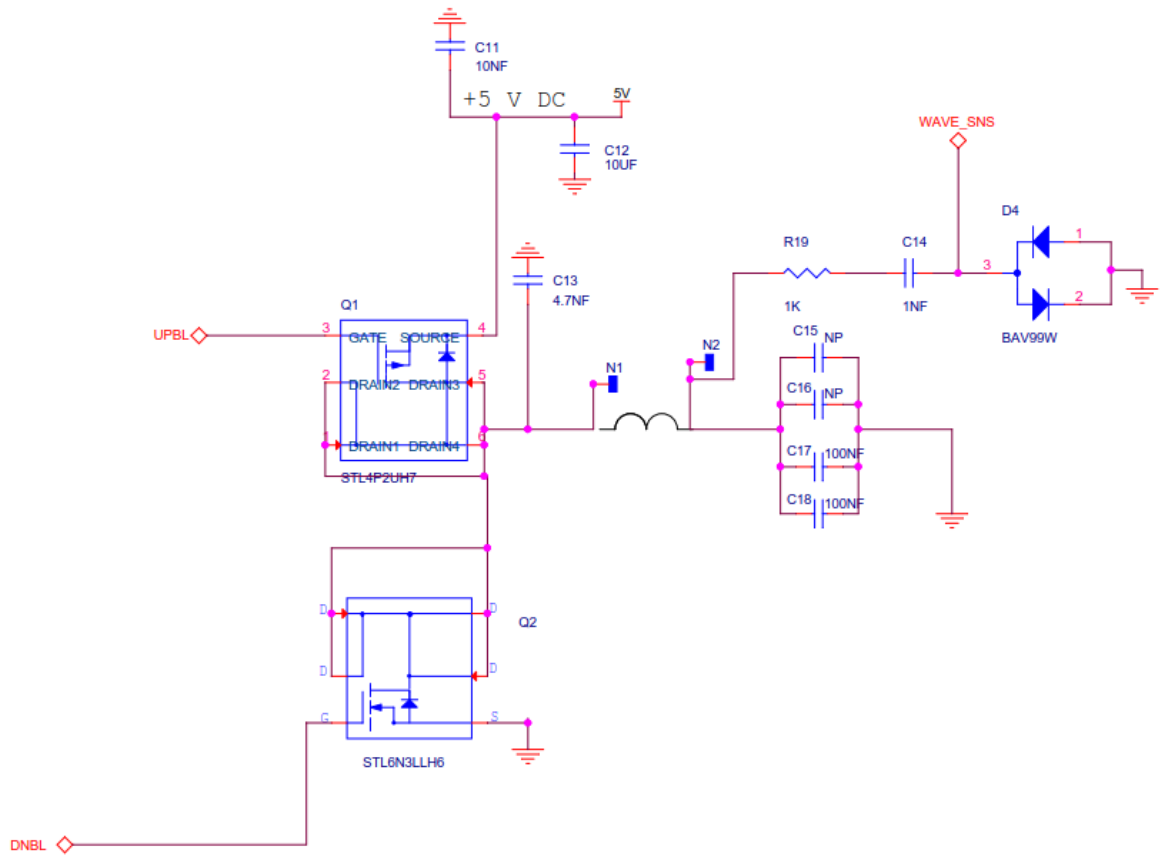 C11
10NF
+5 V DC
5V
C12
10UF
WAVE_SNS
D4
R19
C14
3
1
2
1K
1NF
BAV99W
C13
4.7NF
Q1
UPBL
3
GATE
SOURCE
4
2
DRAIN2
DRAIN3
5
1
DRAIN1
DRAIN4
6
STL4P2UH7
N1
N2
C15
NP
C16
NP
C17
100NF
C18
100NF
D
D
Q2
D
D
G
S
STL6N3LLH6
DNBL